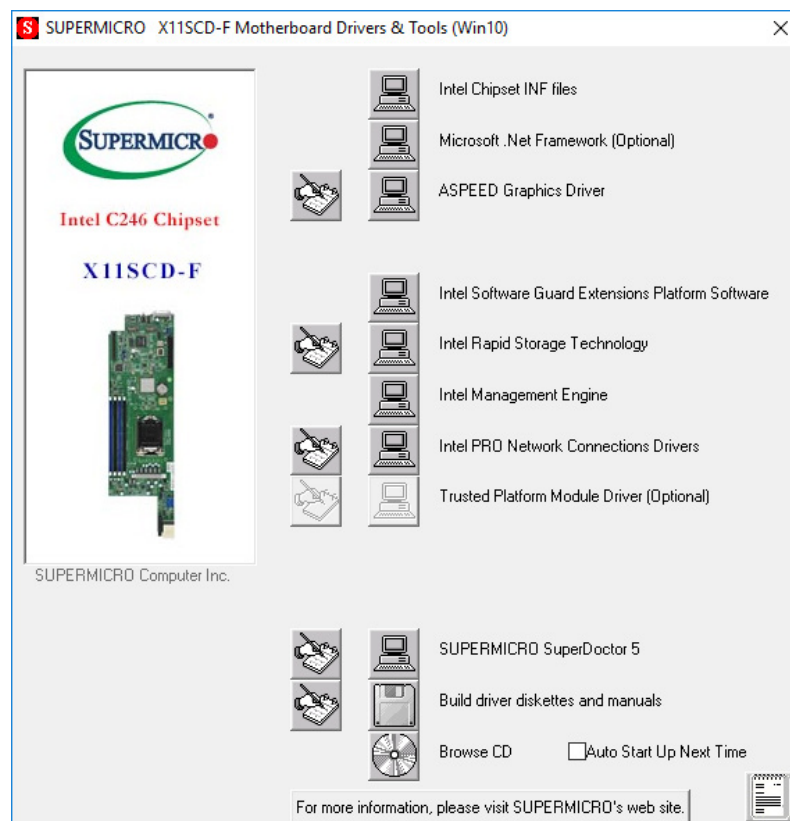 SUPERMICRO X11SCD-F Motherboard Drivers & Tools (Win10)
SUPERMICRO
Intel C246 Chipset
X11SCD-F
SUPERMICRO Computer Inc.
Intel Chipset INF files
Microsoft .Net Framework (Optional)
ASPEED Graphics Driver
Intel Software Guard Extensions Platform Software
Intel Rapid Storage Technology
Intel Management Engine
Intel PRO Network Connections Drivers
Trusted Platform Module Driver (Optional)
SUPERMICRO SuperDoctor 5
Build driver diskettes and manuals
Browse CD
Auto Start Up Next Time
For more information, please visit SUPERMICRO's web site.